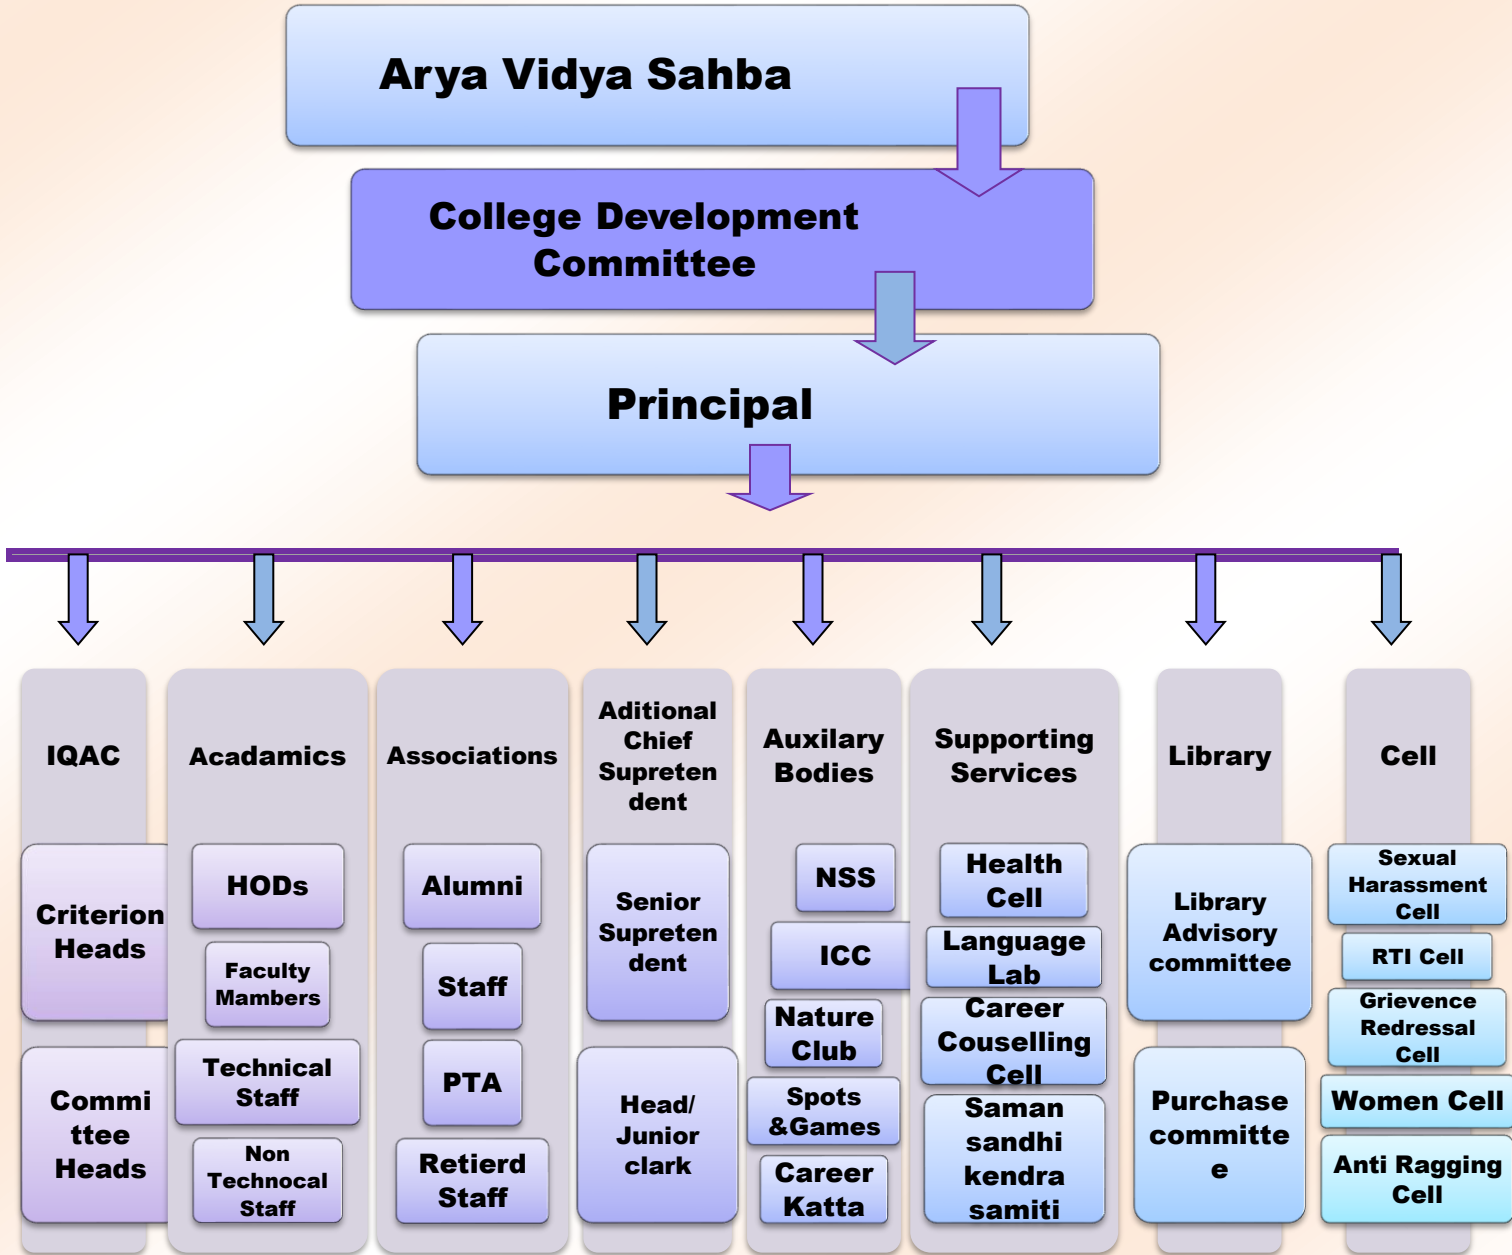 Arya Vidya Sahba
College Development
Committee
Principal
IQAC
Criterion
Heads
Commi
ttee
Heads
Acadamics
HODs
Faculty
Mambers
Technical
Staff
Non
Technocal
Staff
Associations
Alumni
Staff
PTA
Retierd
Staff
Aditional
Chief
Supreten
dent
Senior
Supreten
dent
Head/
Junior
clark
Auxilary
Bodies
NSS
ICC
Nature
Club
Spots
&Games
Career
Katta
Supporting
Services
Health
Cell
Language
Lab
Career
Couselling
Cell
Saman
sandhi
kendra
samiti
Library
Library
Advisory
committee
Purchase
committe
e
Cell
Sexual
Harassment
Cell
RTI Cell
Grievence
Redressal
Cell
Women Cell
Anti Ragging
Cell